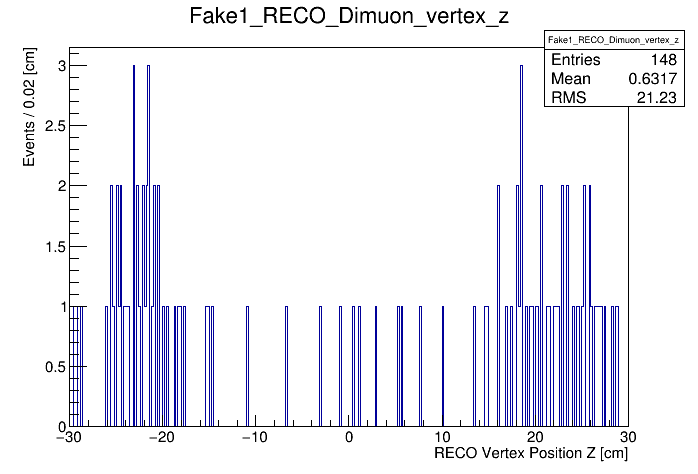 Fake1_RECO_Dimuon_vertex_z
Fake1_RECO_Dimuon_vertex_z
Entries 148
Mean 0.6317
RMS 21.23
Events / 0.02 [cm]
3
2.5
2
1.5
1
0.5
0
−30 −20 −10 0 10 20 30
RECO Vertex Position Z [cm]